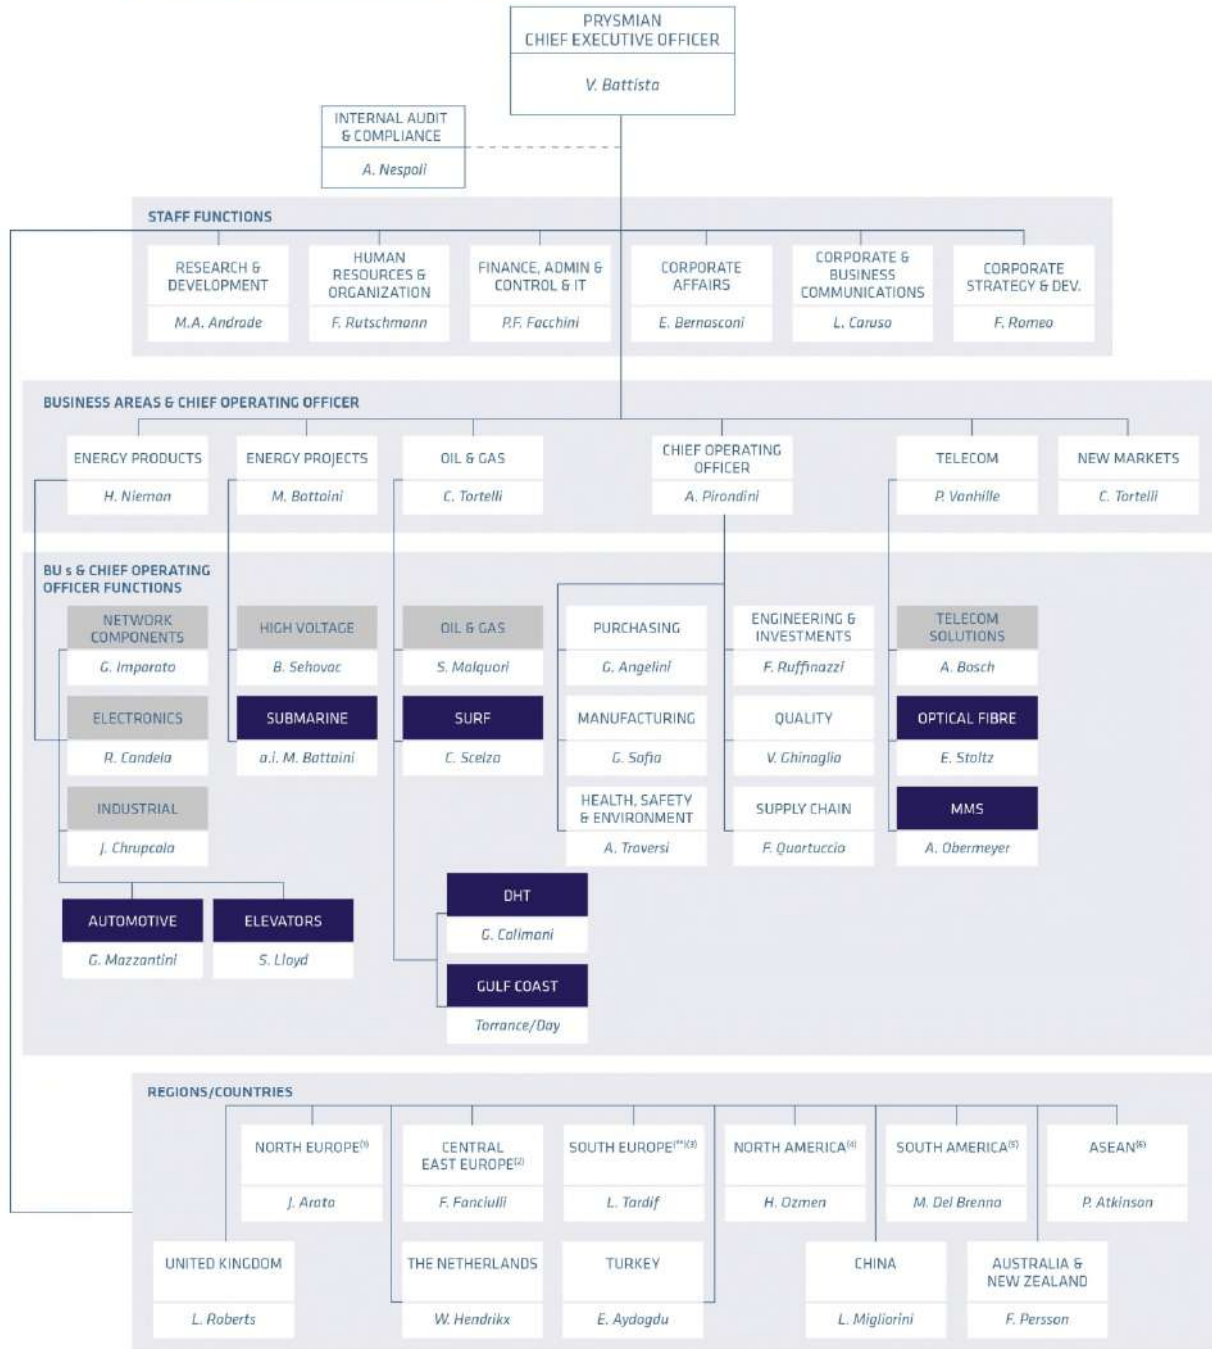 PRYSMIAN
CHIEF EXECUTIVE OFFICER
V. Battista
INTERNAL AUDIT
& COMPLIANCE
A. Nespoli
STAFF FUNCTIONS
RESEARCH &
DEVELOPMENT
M.A. Andrade
HUMAN
RESOURCES &
ORGANIZATION
F. Rutschmann
FINANCE, ADMIN &
CONTROL & IT
P.F. Facchini
CORPORATE
AFFAIRS
E. Bernasconi
CORPORATE &
BUSINESS
COMMUNICATIONS
L. Caruso
CORPORATE
STRATEGY & DEV.
F. Romeo
BUSINESS AREAS & CHIEF OPERATING OFFICER
ENERGY PRODUCTS
H. Nieman
ENERGY PROJECTS
M. Battaini
OIL & GAS
C. Tortelli
CHIEF OPERATING
OFFICER
A. Pirondini
TELECOM
P. Vanhille
NEW MARKETS
C. Tortelli
BU s & CHIEF OPERATING
OFFICER FUNCTIONS
NETWORK
COMPONENTS
G. Imparato
HIGH VOLTAGE
B. Sehovac
OIL & GAS
S. Malquori
PURCHASING
G. Angelini
ENGINEERING &
INVESTMENTS
F. Ruffinazzi
TELECOM
SOLUTIONS
A. Bosch
ELECTRONICS
R. Candela
SUBMARINE
a.i. M. Battaini
SURF
C. Scelza
MANUFACTURING
G. Sofia
QUALITY
V. Ghinaglia
OPTICAL FIBRE
E. Stoltz
INDUSTRIAL
J. Chrupcala
HEALTH, SAFETY
& ENVIRONMENT
A. Traversi
SUPPLY CHAIN
F. Quartuccio
MMS
A. Obermeyer
AUTOMOTIVE
G. Mazzantini
ELEVATORS
S. Lloyd
DHT
G. Calimani
GULF COAST
Torrance/Day
REGIONS/COUNTRIES
NORTH EUROPE(1)
J. Arata
CENTRAL
EAST EUROPE(2)
F. Fanciulli
SOUTH EUROPE(**)(3)
L. Tardif
NORTH AMERICA(4)
H. Ozmen
SOUTH AMERICA(5)
M. Del Brenna
ASEAN(6)
P. Atkinson
UNITED KINGDOM
L. Roberts
THE NETHERLANDS
W. Hendrikx
TURKEY
E. Aydogdu
CHINA
L. Migliorini
AUSTRALIA &
NEW ZEALAND
F. Persson